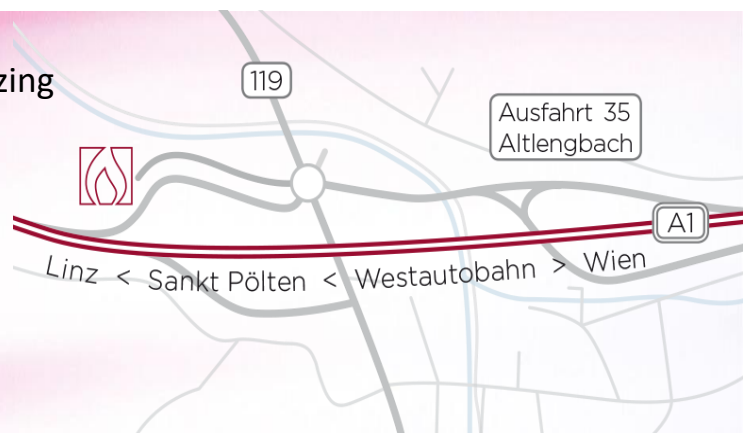 zing
119
Ausfahrt 35
Altlengbach
A1
Linz < Sankt Pölten < Westautobahn > Wien